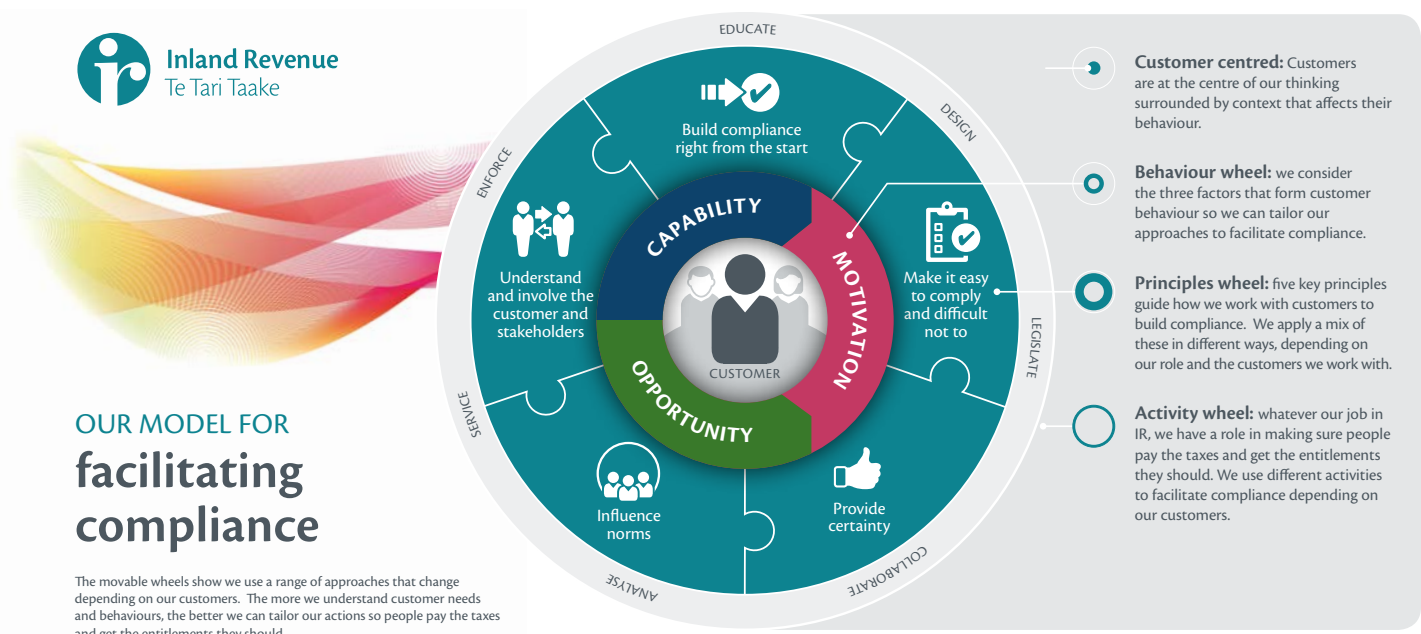 Inland Revenue
Te Tari Taake
OUR MODEL FOR
facilitating
compliance
The movable wheels show we use a range of approaches that change
depending on our customers. The more we understand customer needs
and behaviours, the better we can tailor our actions so people pay the taxes
and get the entitlements they should
EDUCATE
DESIGN
LEGISLATE
COLLABORATE
ANALYSE
SERVICE
ENFORCE
Build compliance
right from the start
Make it easy
to comply
and difficult
not to
Provide
certainty
Influence
norms
Understand
and involve the
customer and
stakeholders
CAPABILITY
MOTIVATION
OPPORTUNITY
CUSTOMER
Customer centred: Customers
are at the centre of our thinking
surrounded by context that affects their
behaviour.
Behaviour wheel: we consider
the three factors that form customer
behaviour so we can tailor our
approaches to facilitate compliance.
Principles wheel: five key principles
guide how we work with customers to
build compliance. We apply a mix of
these in different ways, depending on
our role and the customers we work with.
Activity wheel: whatever our job in
IR, we have a role in making sure people
pay the taxes and get the entitlements
they should. We use different activities
to facilitate compliance depending on
our customers.